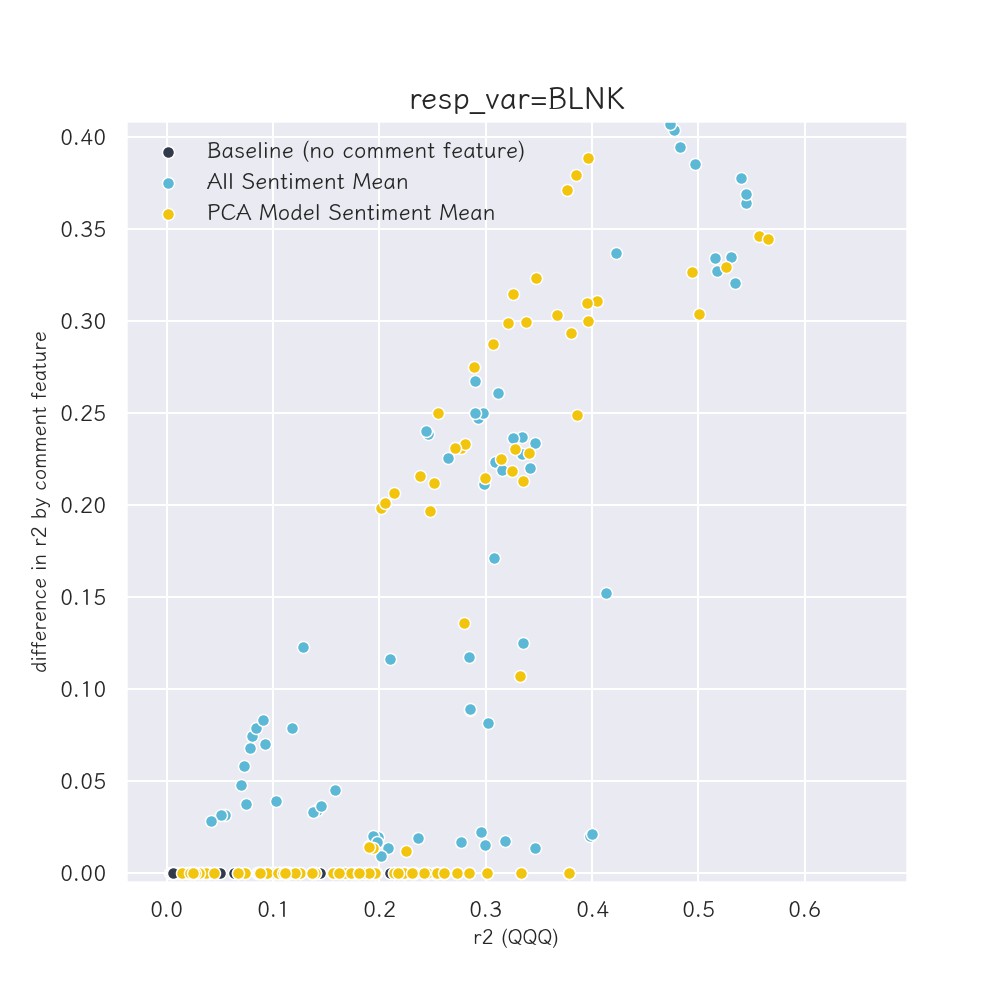 resp_var=BLNK
Baseline (no comment feature)
All Sentiment Mean
PCA Model Sentiment Mean
0.40
0.35
0.30
0.25
0.20
0.15
0.10
0.05
0.00
difference in r2 by comment feature
0.0 0.1 0.2 0.3 0.4 0.5 0.6
r2 (QQQ)